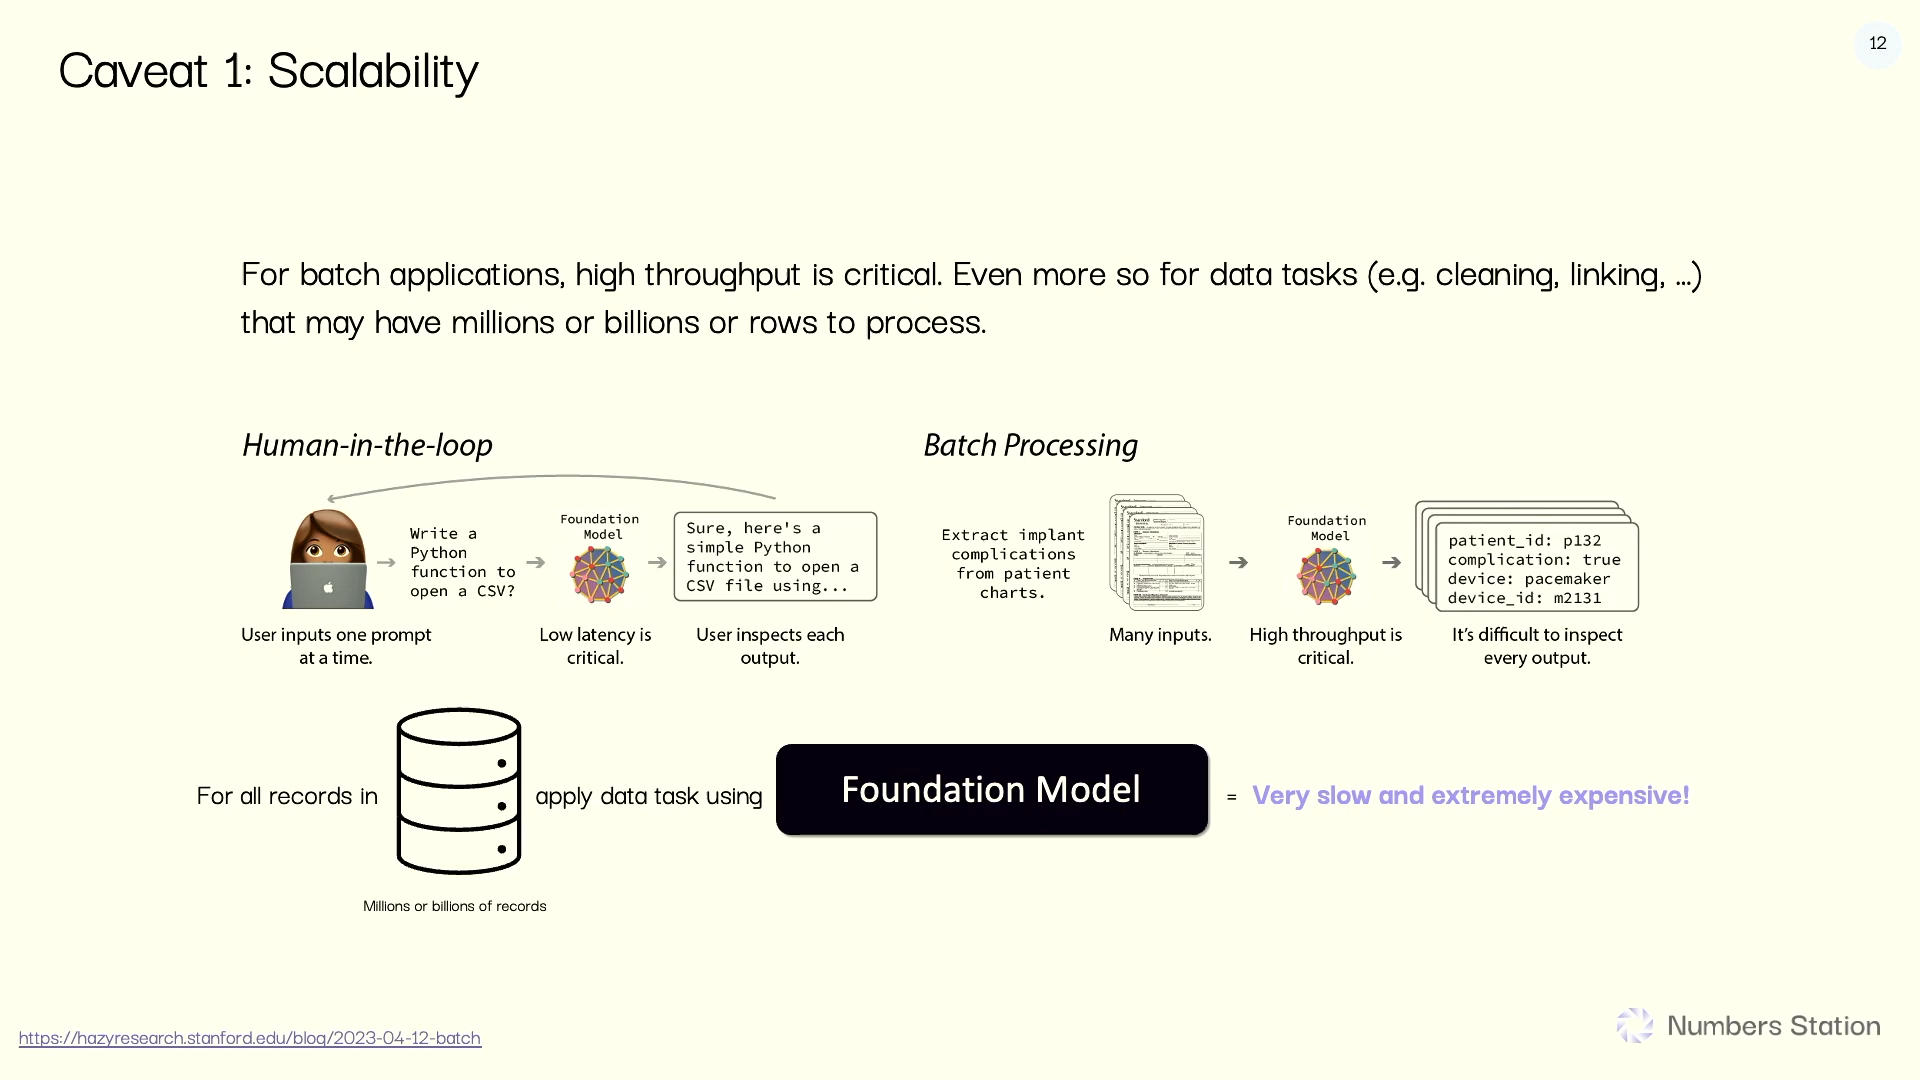 Caveat 1: Scalability
12
For batch applications, high throughput is critical. Even more so for data tasks (e.g. cleaning, linking, ...)
that may have millions or billions or rows to process.
Human-in-the-loop
Write a
Python
function to
open a CSV?
Foundation
Model
Sure, here's a
simple Python
function to open a
CSV file using...
User inputs one prompt
at a time.
Low latency is
critical.
User inspects each
output.
Batch Processing
Extract implant
complications
from patient
charts.
Foundation
Model
patient_id: p132
complication: true
device: pacemaker
device_id: m2131
Many inputs.
High throughput is
critical.
It's difficult to inspect
every output.
For all records in
apply data task using
Foundation Model
= Very slow and extremely expensive!
Millions or billions of records
https://hazyresearch.stanford.edu/blog/2023-04-12-batch
Numbers Station